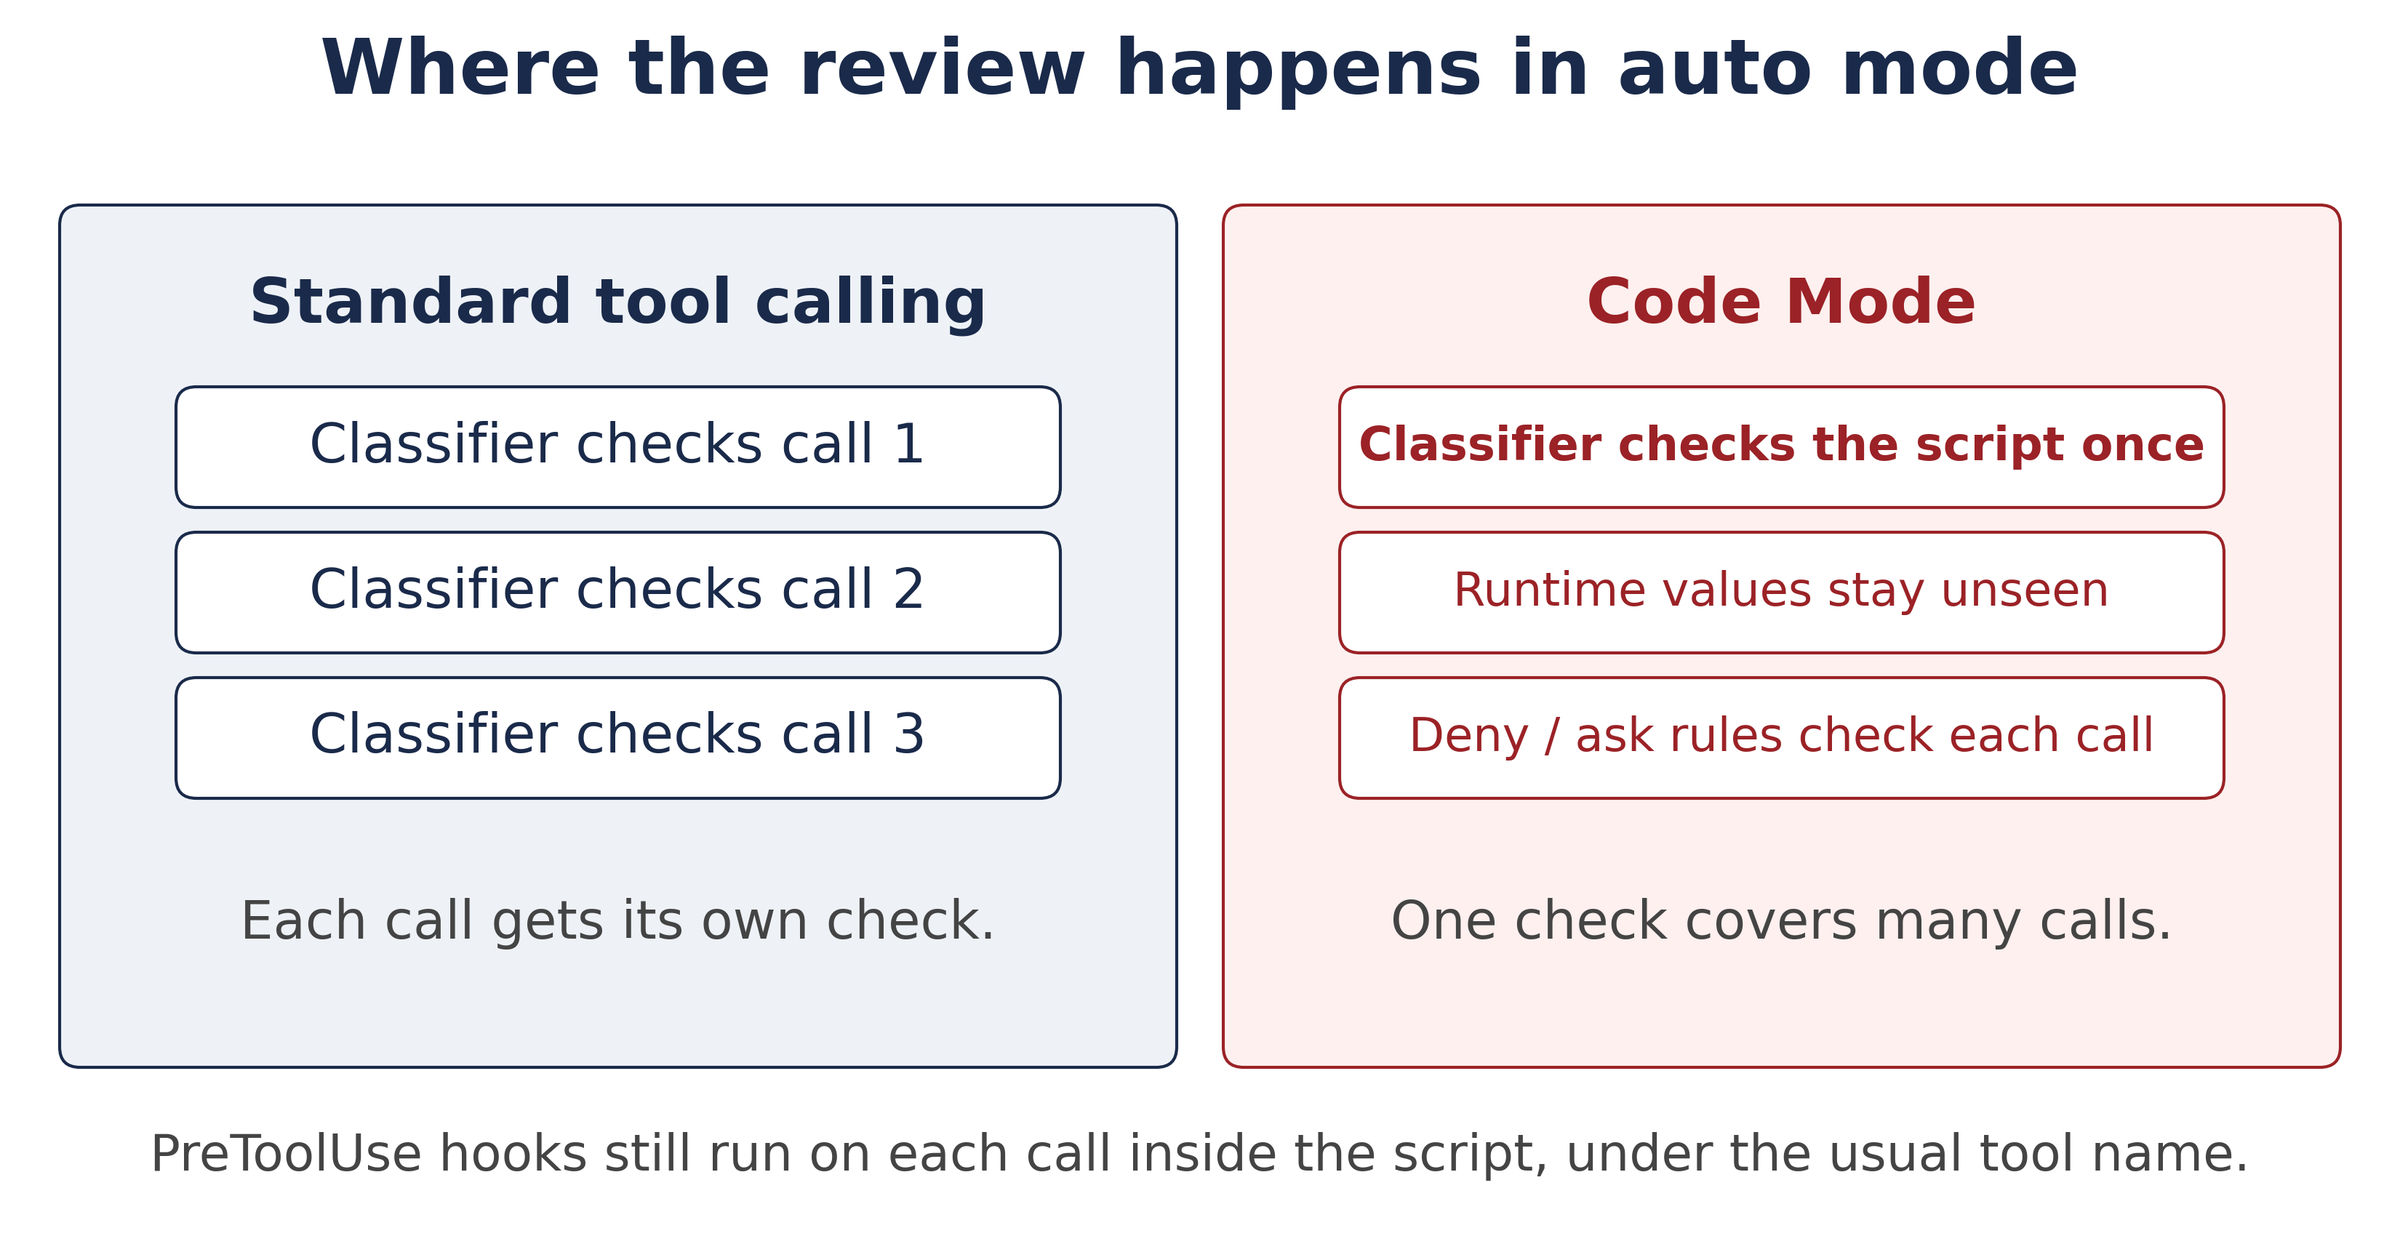 Where the review happens in auto mode
Standard tool calling
Classifier checks call 1
Classifier checks call 2
Classifier checks call 3
Each call gets its own check.
Code Mode
Classifier checks the script once
Runtime values stay unseen
Deny / ask rules check each call
One check covers many calls.
PreToolUse hooks still run on each call inside the script, under the usual tool name.